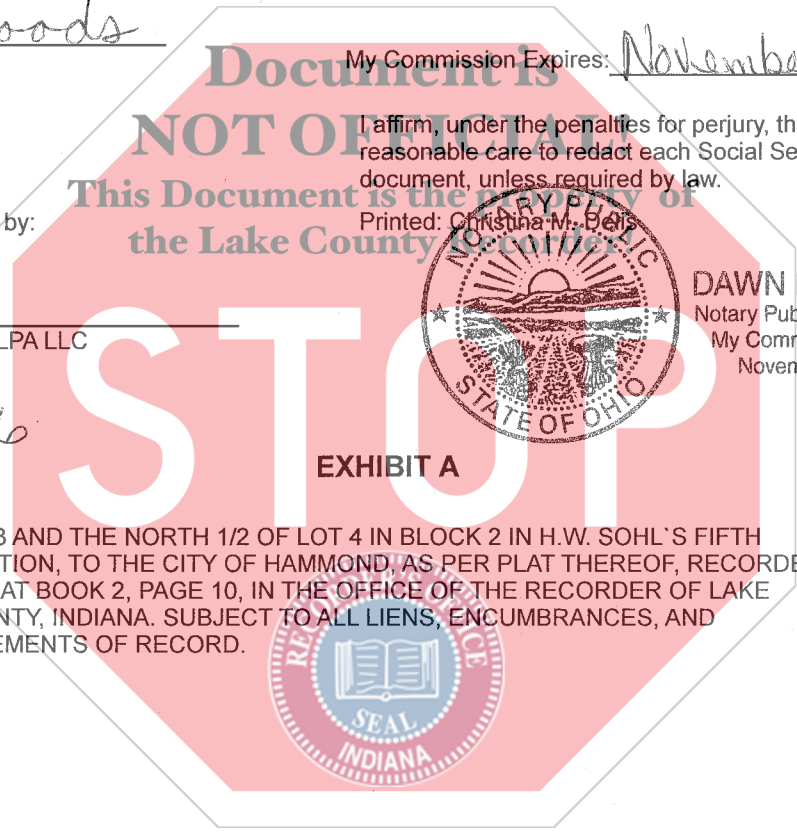 oods
My Commission Expires: Novembe
Document is
NOT OFFICIAL!
This Document is the property of
the Lake County Recorder!
I affirm, under the penalties for perjury, th
reasonable care to redact each Social Se
document, unless required by law.
by:
Printed: Christina M. Deris
NOTARY PUBLIC
STATE OF OHIO
DAWN
Notary Pub
My Comm
Novem
LPA LLC
6
STOP
EXHIBIT A
3 AND THE NORTH 1/2 OF LOT 4 IN BLOCK 2 IN H.W. SOHL`S FIFTH
TION, TO THE CITY OF HAMMOND, AS PER PLAT THEREOF, RECORDE
AT BOOK 2, PAGE 10, IN THE OFFICE OF THE RECORDER OF LAKE
NTY, INDIANA. SUBJECT TO ALL LIENS, ENCUMBRANCES, AND
EMENTS OF RECORD.
RECORDER'S OFFICE
SEAL
INDIANA